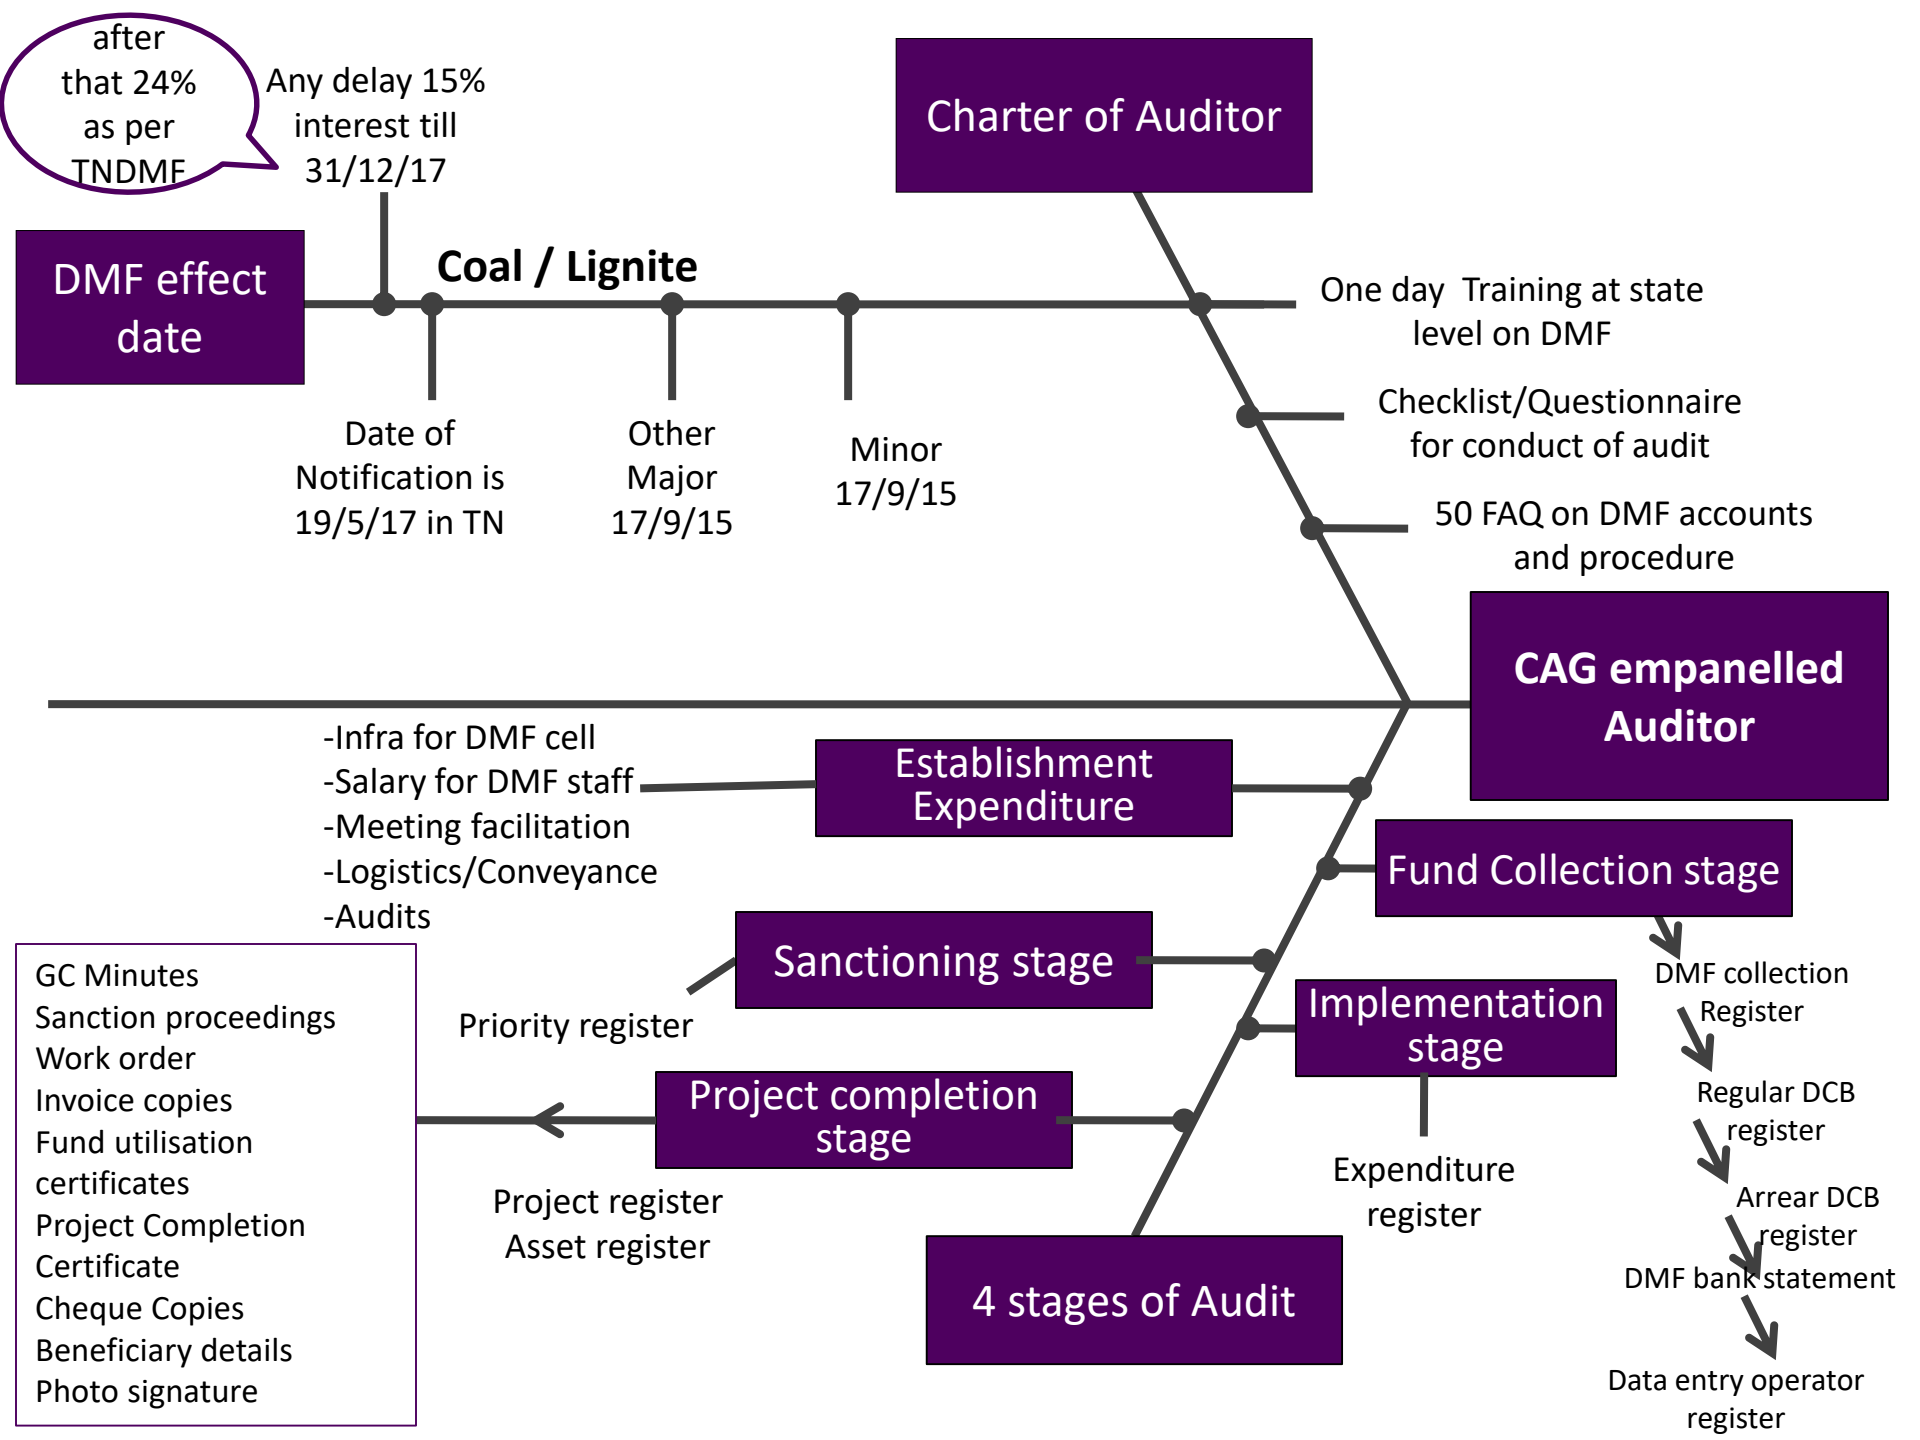 after
that 24%
as per
TNDMF
Any delay 15%
interest till
31/12/17
Charter of Auditor
DMF effect
date
Coal / Lignite
One day  Training at state
level on DMF
Checklist/Questionnaire
for conduct of audit
50 FAQ on DMF accounts
and procedure
Date of
Notification is
19/5/17 in TN
Other
Major
17/9/15
Minor
17/9/15
CAG empanelled
Auditor
-Infra for DMF cell
-Salary for DMF staff
-Meeting facilitation
-Logistics/Conveyance
-Audits
Establishment
Expenditure
Fund Collection stage
Sanctioning stage
Priority register
Implementation
stage
Expenditure
register
Project completion
stage
Project register
Asset register
GC Minutes
Sanction proceedings
Work order
Invoice copies
Fund utilisation
certificates
Project Completion
Certificate
Cheque Copies
Beneficiary details
Photo signature
4 stages of Audit
DMF collection
Register
Regular DCB
register
Arrear DCB
register
DMF bank statement
Data entry operator
register